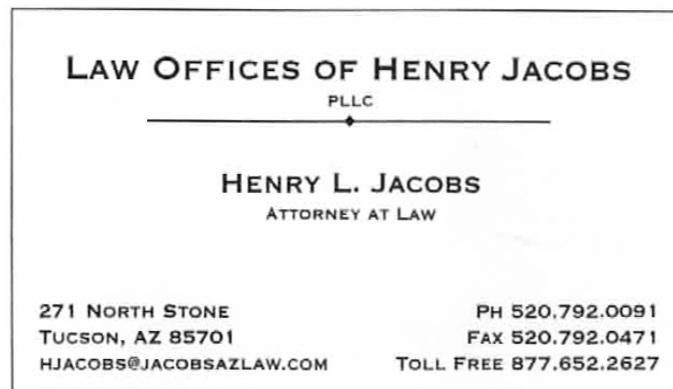 Law Offices of Henry Jacobs
PLLC
Henry L. Jacobs
Attorney at Law
271 North Stone
Tucson, AZ 85701
hjacobs@jacobsazlaw.com
Ph 520.792.0091
Fax 520.792.0471
Toll Free 877.652.2627